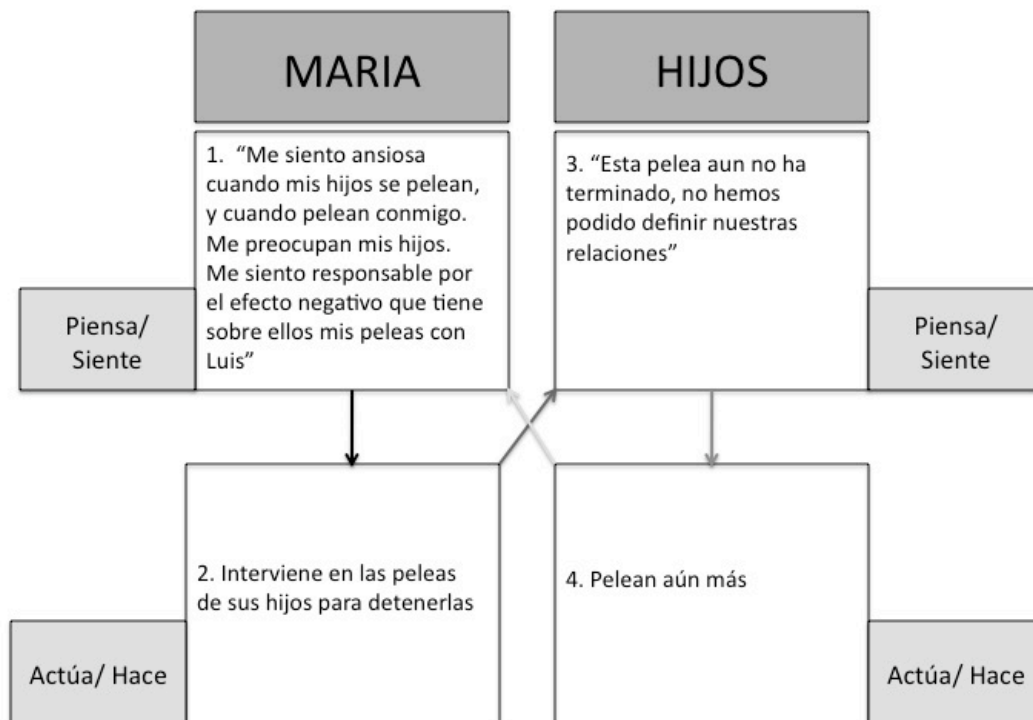 MARIA
HIJOS
1. “Me siento ansiosa
cuando mis hijos se pelean,
y cuando pelean conmigo.
Me preocupan mis hijos.
Me siento responsable por
el efecto negativo que tiene
sobre ellos mis peleas con
Luis”
3. “Esta pelea aun no ha
terminado, no hemos
podido definir nuestras
relaciones”
Piensa/
Siente
Piensa/
Siente
2. Interviene en las peleas
de sus hijos para detenerlas
4. Pelean aún más
Actúa/ Hace
Actúa/ Hace